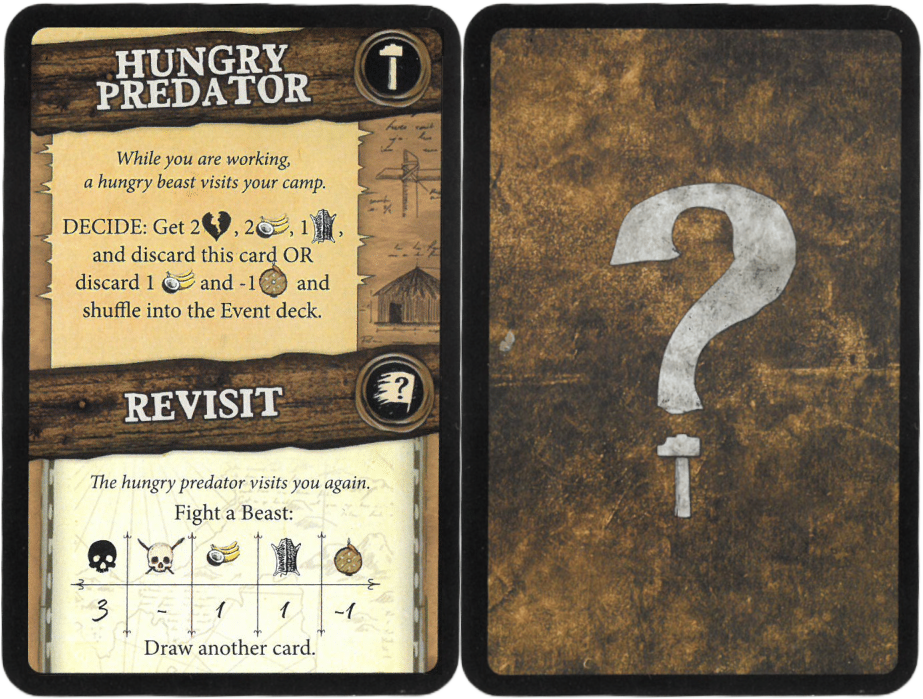 HUNGRY
PREDATOR
While you are working,
a hungry beast visits your camp.
DECIDE: Get 2 , 2 , 1 ,
and discard this card OR
discard 1 and -1 and
shuffle into the Event deck.
?
REVISIT
The hungry predator visits you again.
Fight a Beast:
3 - 1 1 -1
Draw another card.
?